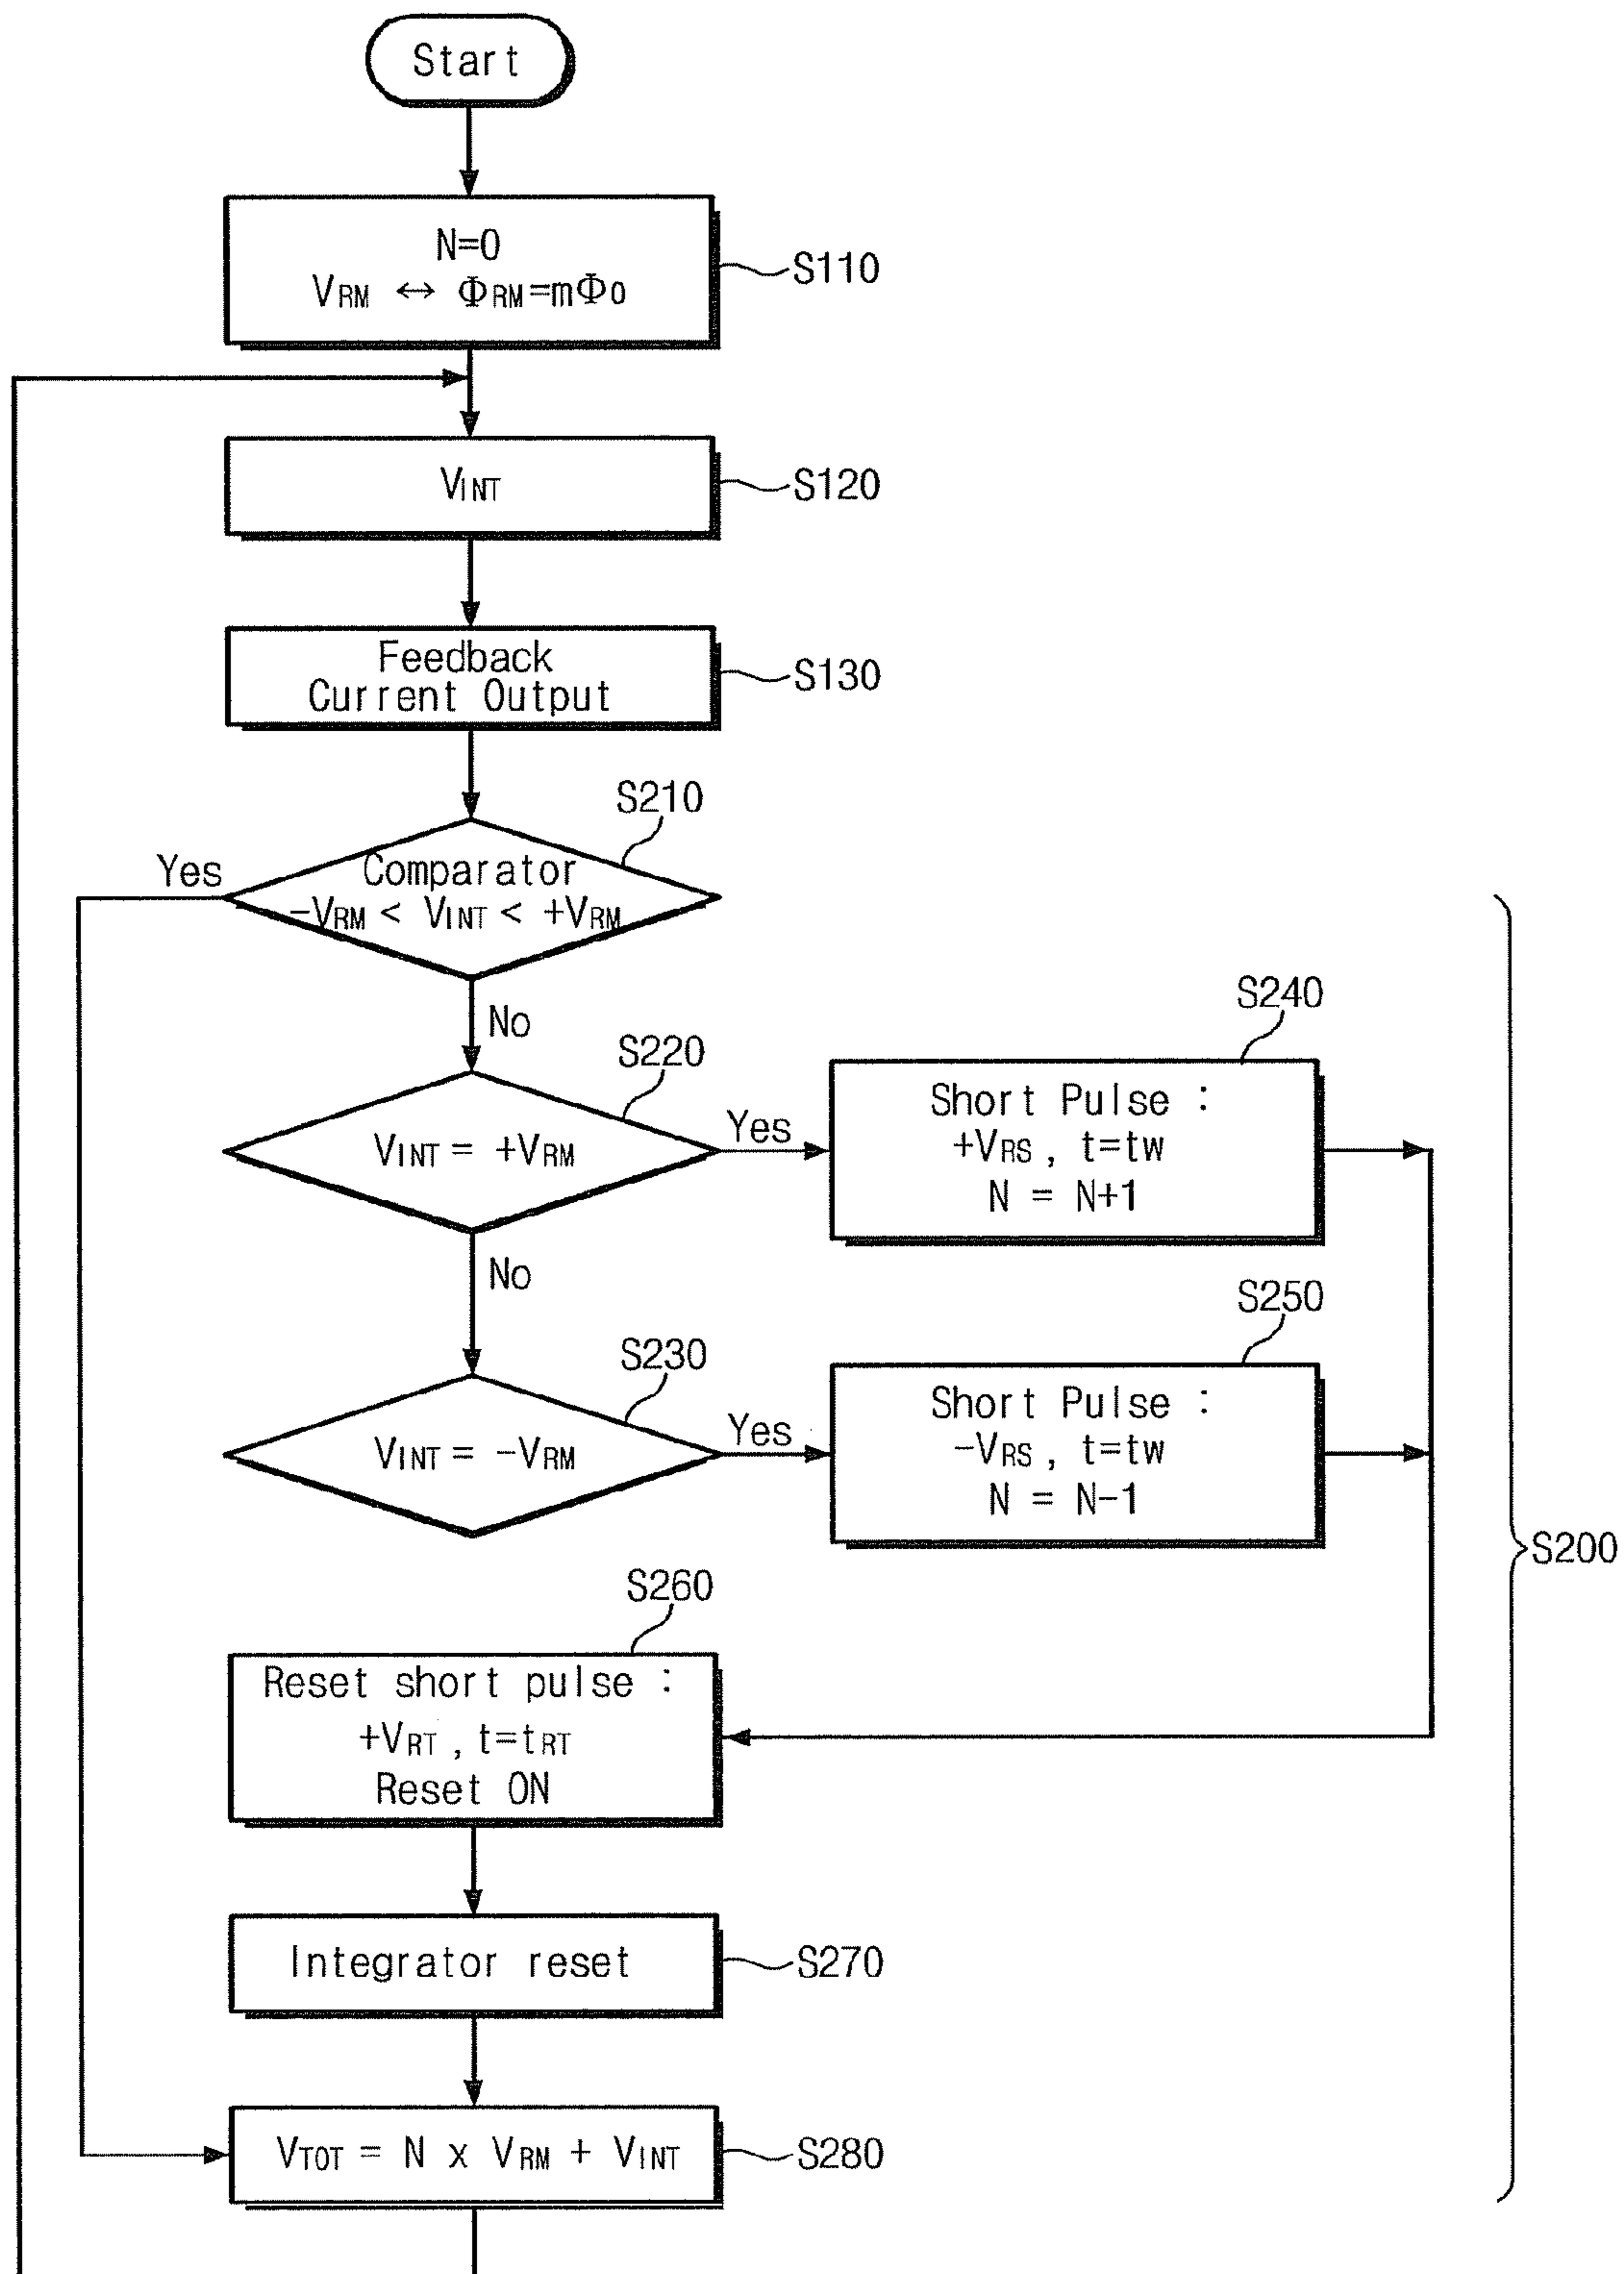 Start
N=0
VRM ↔ ΦRM=mΦ0
S110
VINT
S120
Feedback
Current Output
S130
S210
Yes
Comparator
-VRM < VINT < +VRM
No
S220
VINT = +VRM
Yes
S240
Short Pulse :
+VRS , t=tw
N = N+1
No
S230
VINT = -VRM
Yes
S250
Short Pulse :
-VRS , t=tw
N = N-1
S200
S260
Reset short pulse :
+VRT , t=tRT
Reset ON
Integrator reset
S270
VTOT = N x VRM + VINT
S280